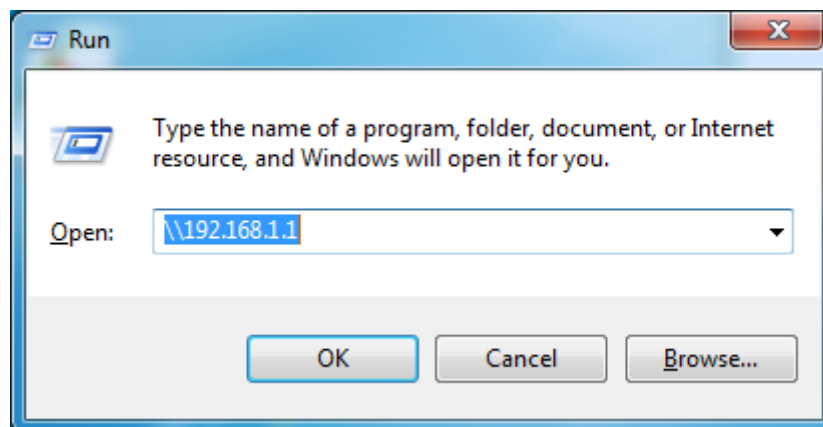 Run
Type the name of a program, folder, document, or Internet
resource, and Windows will open it for you.
Open: \\192.168.1.1
OK Cancel Browse...